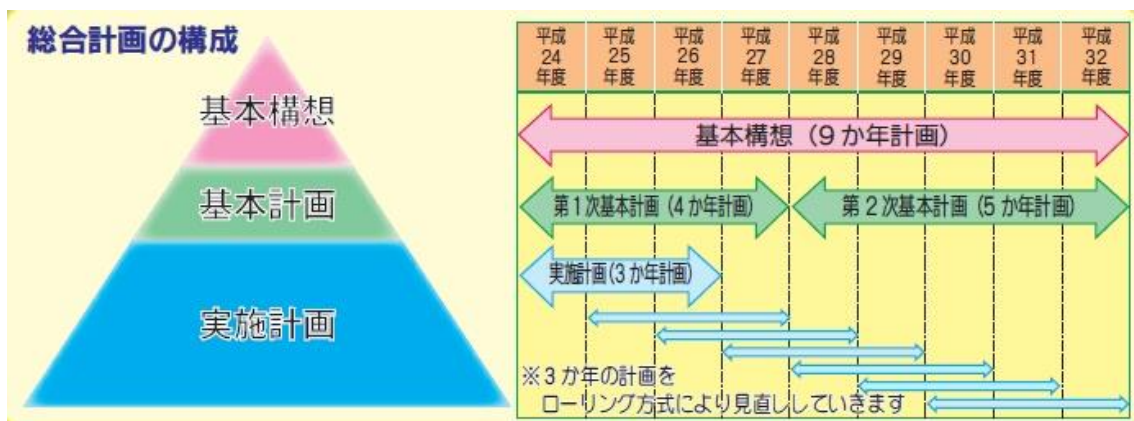 総合計画の構成
基本構想
基本計画
実施計画
平成
24
年度
平成
25
年度
平成
26
年度
平成
27
年度
平成
28
年度
平成
29
年度
平成
30
年度
平成
31
年度
平成
32
年度
基本構想（9 か年計画）
第1次基本計画（4か年計画）
第2次基本計画（5か年計画）
実施計画（3か年計画）
※3か年の計画を
ローリング方式により見直ししていきます